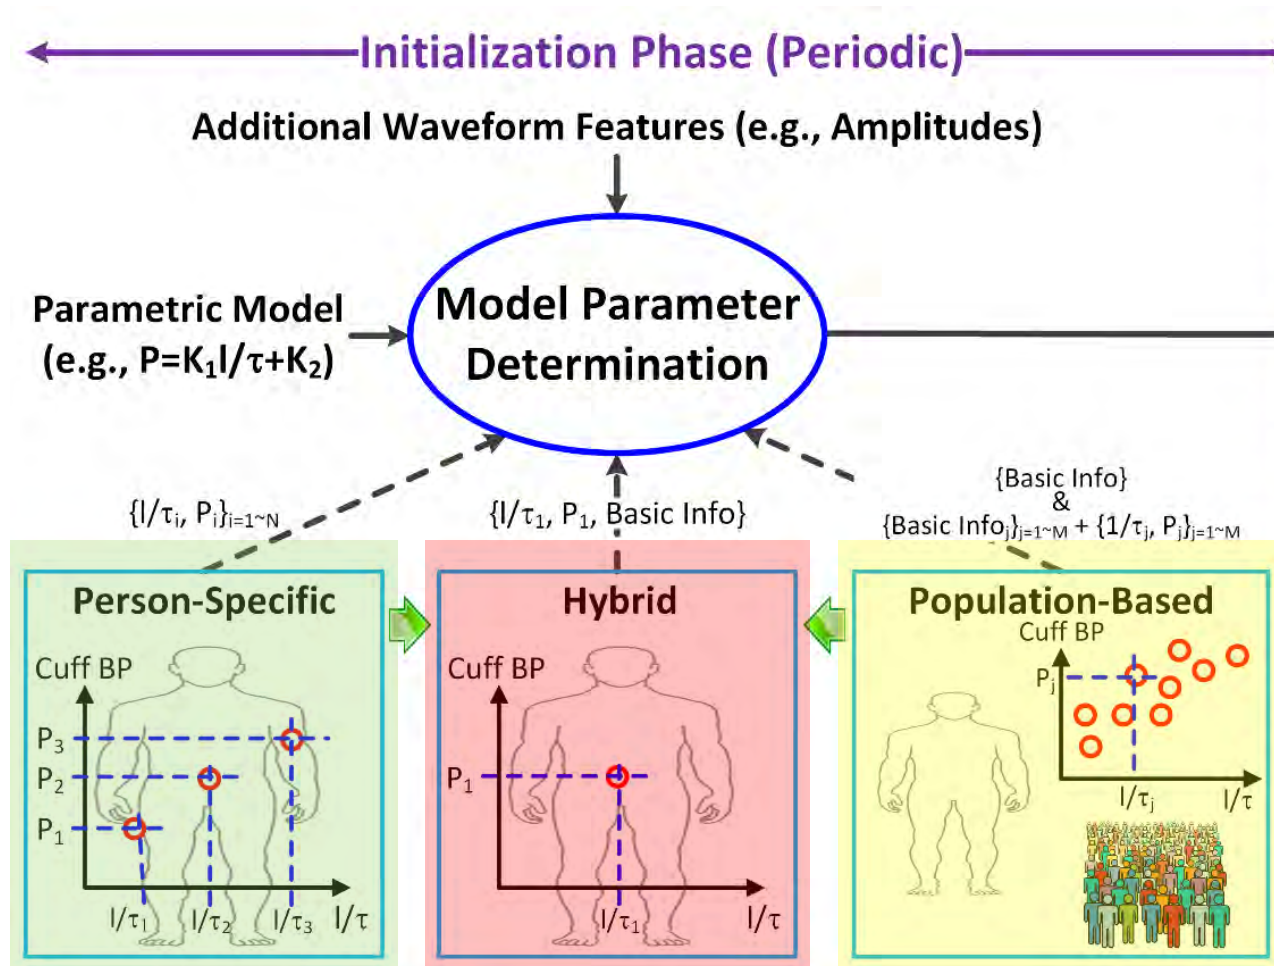 Initialization Phase (Periodic)
Additional Waveform Features (e.g., Amplitudes)
Parametric Model
(e.g., P=K₁l/τ+K₂)
Model Parameter
Determination
{l/τᵢ, Pᵢ}ᵢ₌₁~N
{l/τ₁, P₁, Basic Info}
{Basic Info}
&
{Basic Infoⱼ}ⱼ₌₁~M + {1/τⱼ, Pⱼ}ⱼ₌₁~M
Person-Specific
Cuff BP
P₃
P₂
P₁
l/τ₁
l/τ₂
l/τ₃
l/τ
Hybrid
Cuff BP
P₁
l/τ₁
l/τ
Population-Based
Cuff BP
Pⱼ
l/τⱼ
l/τ